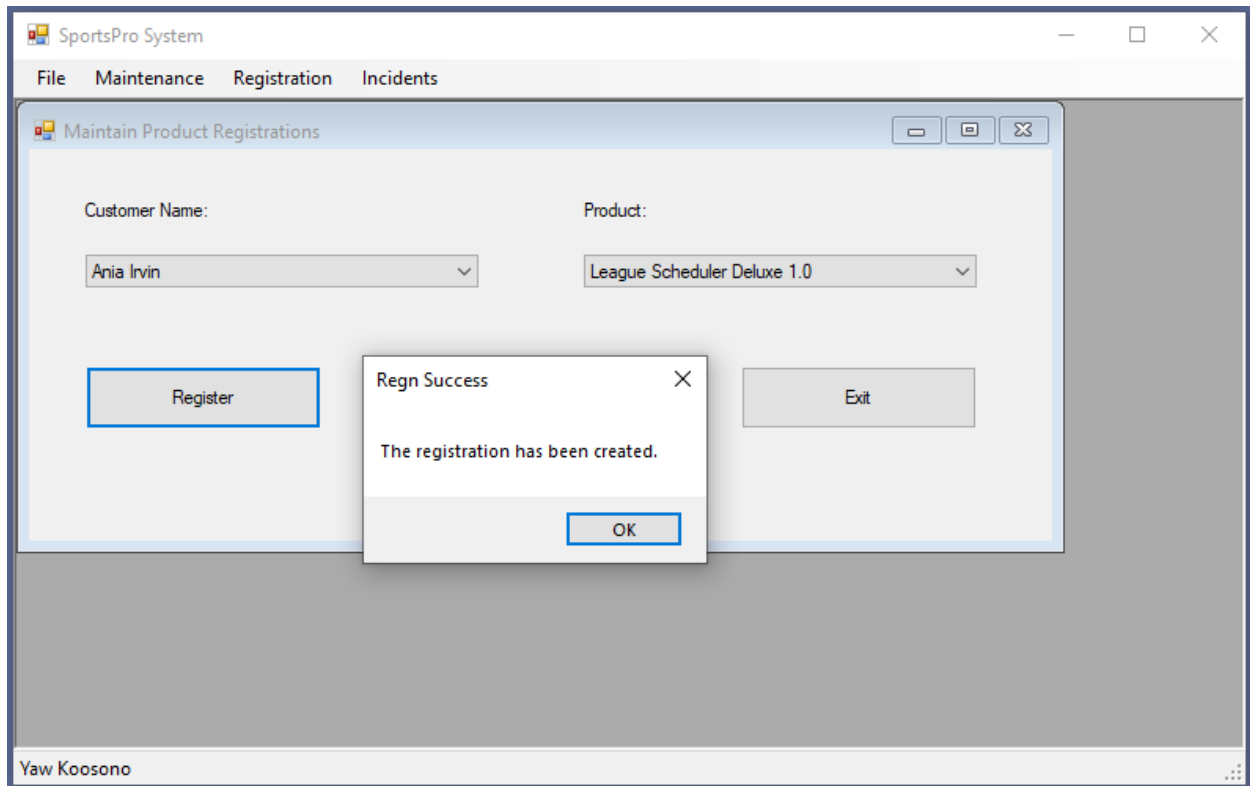 SportsPro System
File Maintenance Registration Incidents
Maintain Product Registrations
Customer Name: Product:
Ania Irvin League Scheduler Deluxe 1.0
Register Exit
Regn Success
The registration has been created.
OK
Yaw Koosono